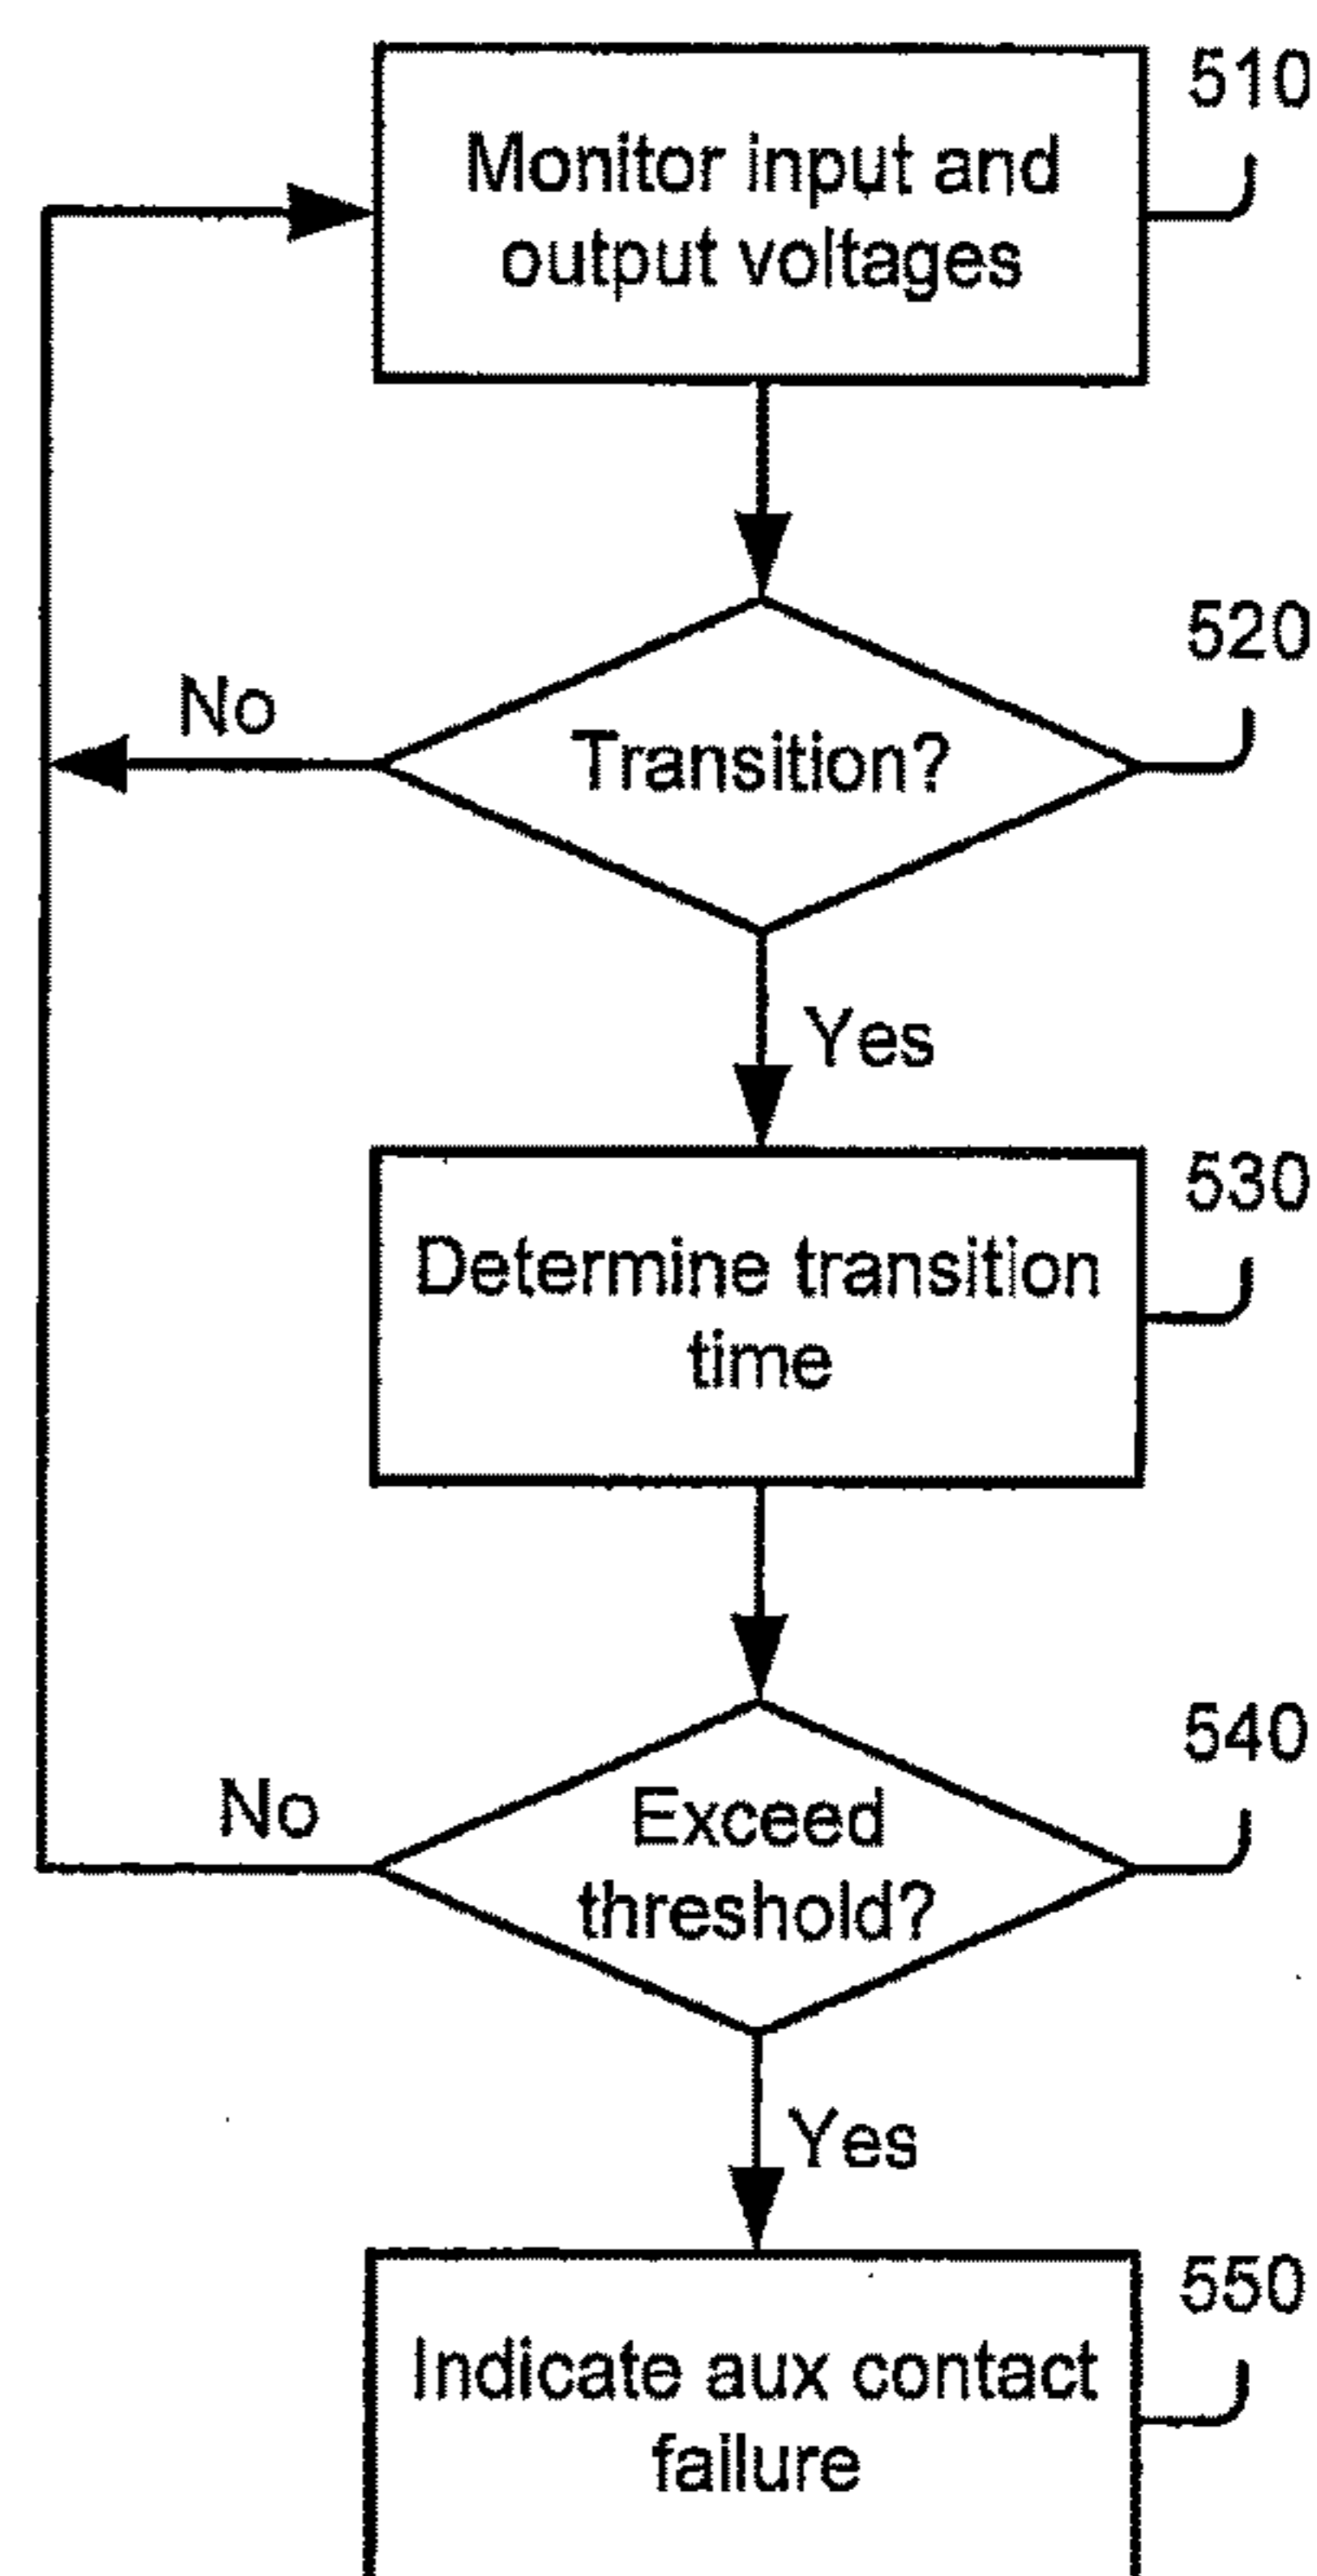 510
Monitor input and
output voltages
520
No
Transition?
Yes
530
Determine transition
time
540
No
Exceed
threshold?
Yes
550
Indicate aux contact
failure